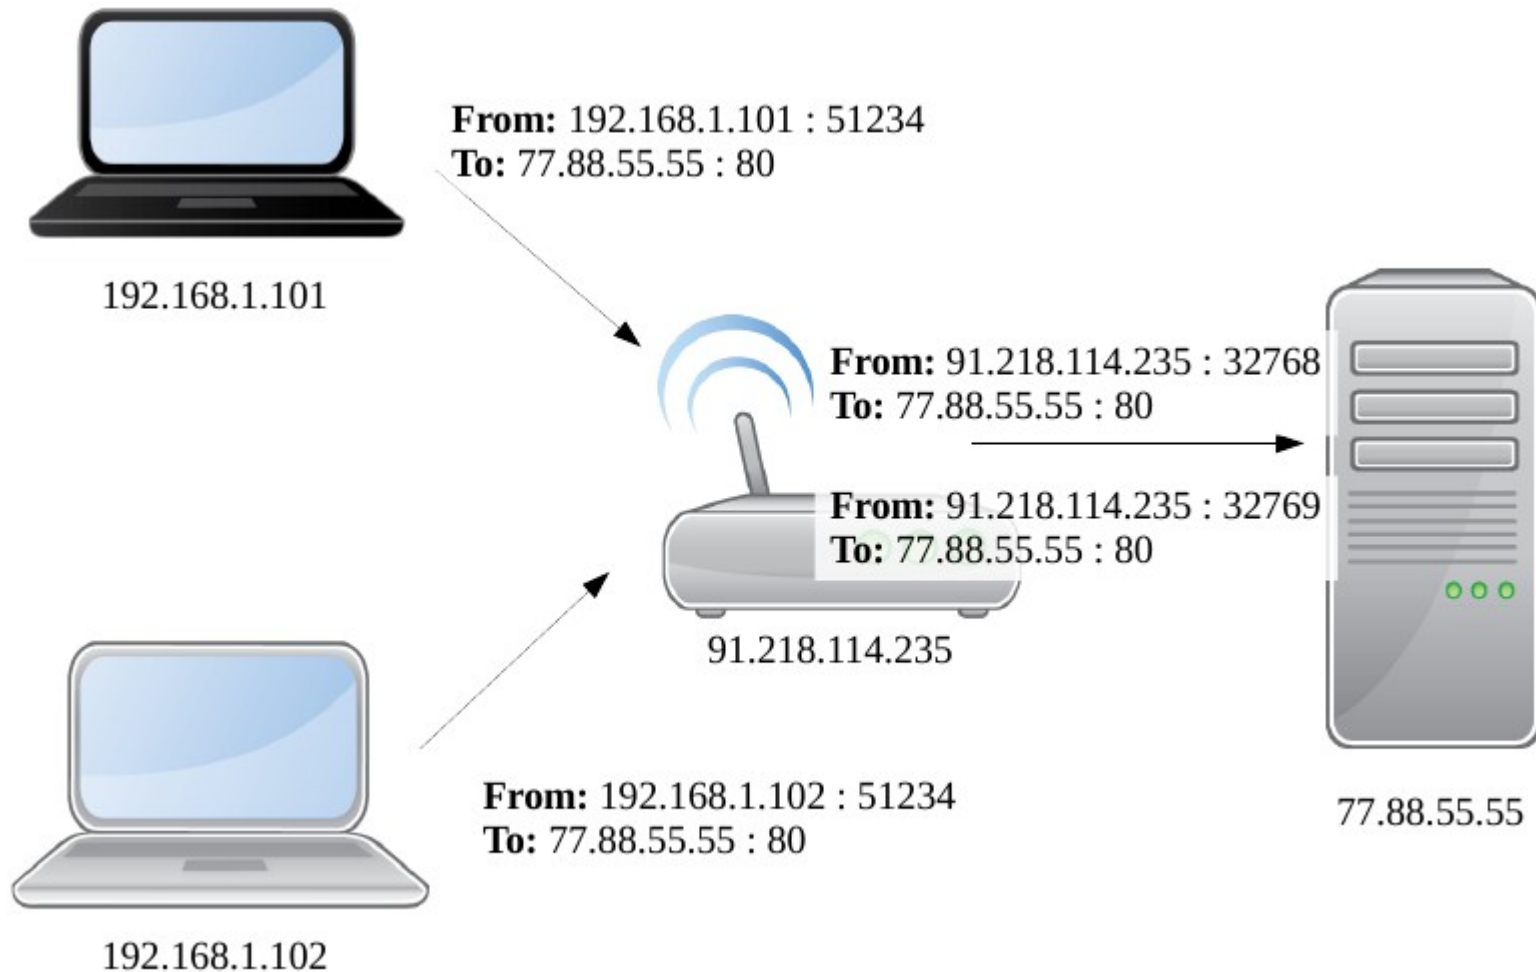 From: 192.168.1.101 : 51234
To: 77.88.55.55 : 80
192.168.1.101
From: 91.218.114.235 : 32768
To: 77.88.55.55 : 80
From: 91.218.114.235 : 32769
To: 77.88.55.55 : 80
91.218.114.235
From: 192.168.1.102 : 51234
To: 77.88.55.55 : 80
77.88.55.55
192.168.1.102